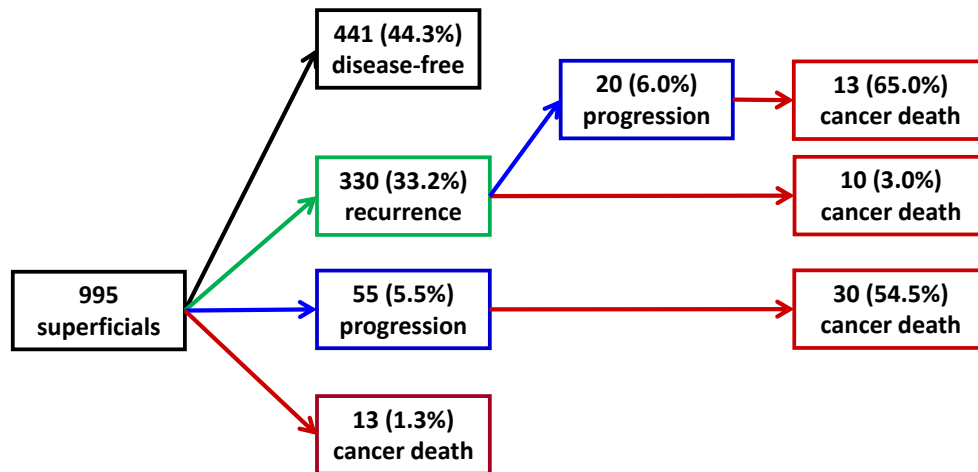 441 (44.3%)
disease-free
20 (6.0%)
progression
13 (65.0%)
cancer death
330 (33.2%)
recurrence
10 (3.0%)
cancer death
995
superficials
55 (5.5%)
progression
30 (54.5%)
cancer death
13 (1.3%)
cancer death